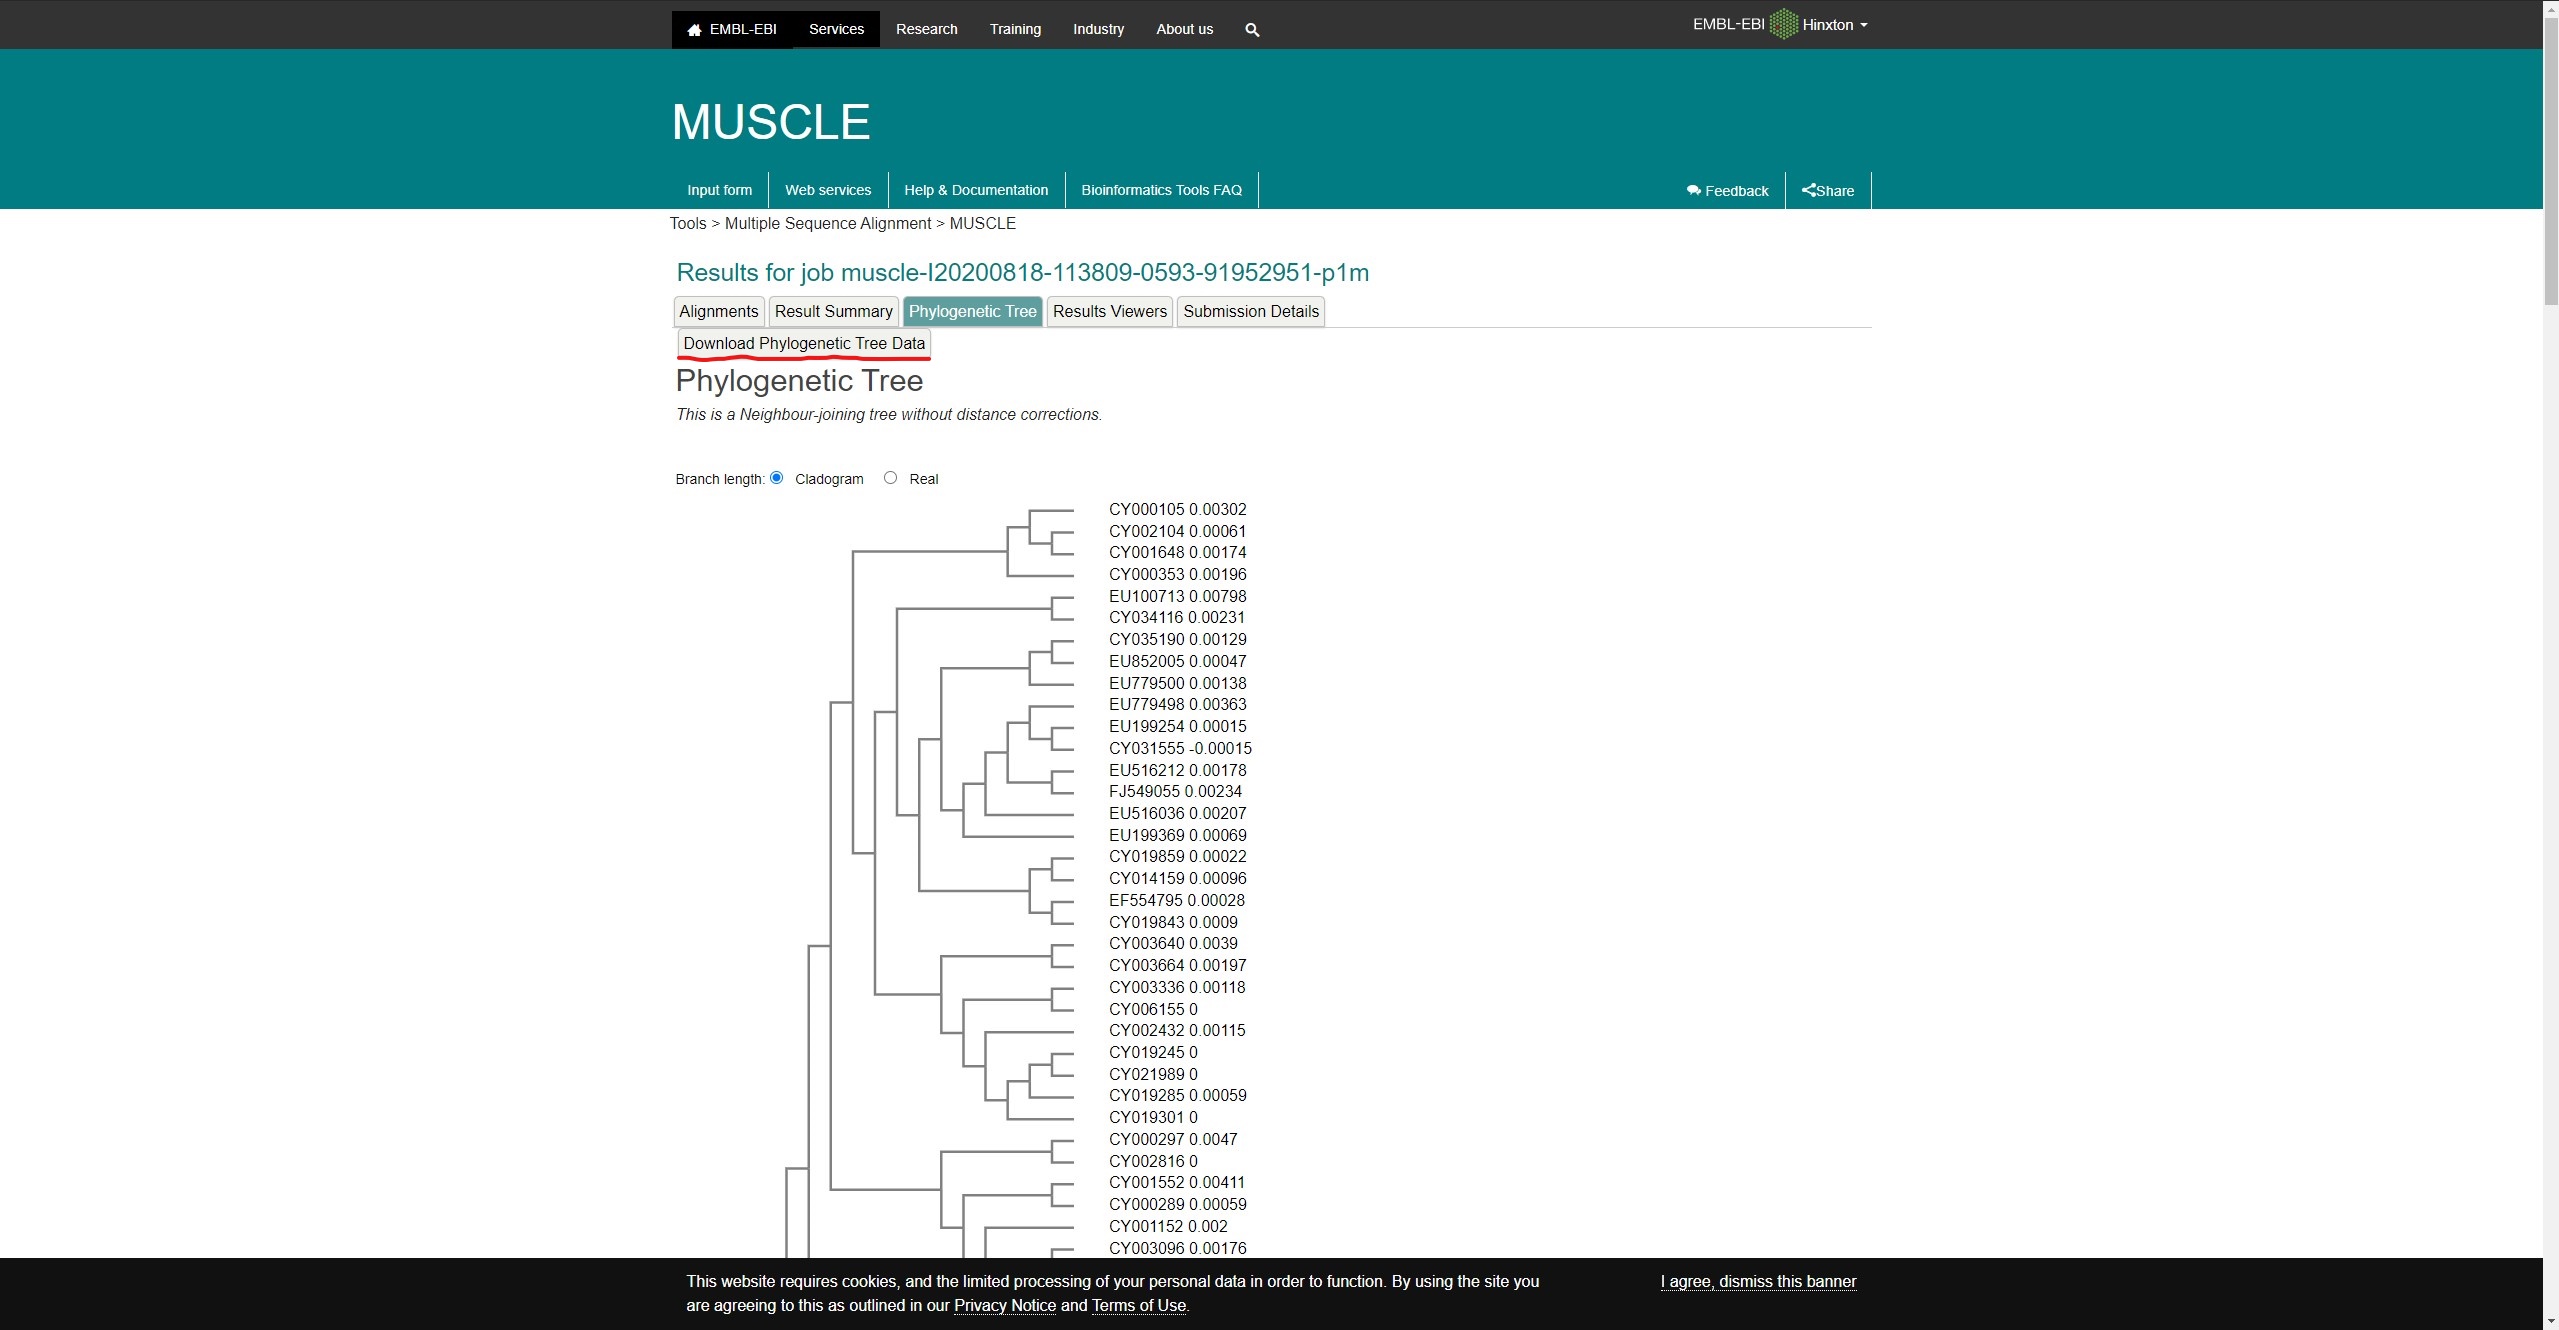 EMBL-EBI Services Research Training Industry About us EMBL-EBI Hinxton
MUSCLE
Input form Web services Help & Documentation Bioinformatics Tools FAQ Feedback Share
Tools > Multiple Sequence Alignment > MUSCLE
Results for job muscle-I20200818-113809-0593-91952951-p1m
Alignments Result Summary Phylogenetic Tree Results Viewers Submission Details
Download Phylogenetic Tree Data
Phylogenetic Tree
This is a Neighbour-joining tree without distance corrections.
Branch length: Cladogram Real
CY000105 0.00302
CY002104 0.00061
CY001648 0.00174
CY000353 0.00196
EU100713 0.00798
CY034116 0.00231
CY035190 0.00129
EU852005 0.00047
EU779500 0.00138
EU779498 0.00363
EU199254 0.00015
CY031555 -0.00015
EU516212 0.00178
FJ549055 0.00234
EU516036 0.00207
EU199369 0.00069
CY019859 0.00022
CY014159 0.00096
EF554795 0.00028
CY019843 0.0009
CY003640 0.0039
CY003664 0.00197
CY003336 0.00118
CY006155 0
CY002432 0.00115
CY019245 0
CY021989 0
CY019285 0.00059
CY019301 0
CY000297 0.0047
CY002816 0
CY001552 0.00411
CY000289 0.00059
CY001152 0.002
CY003096 0.00176
This website requires cookies, and the limited processing of your personal data in order to function. By using the site you I agree, dismiss this banner
are agreeing to this as outlined in our Privacy Notice and Terms of Use.